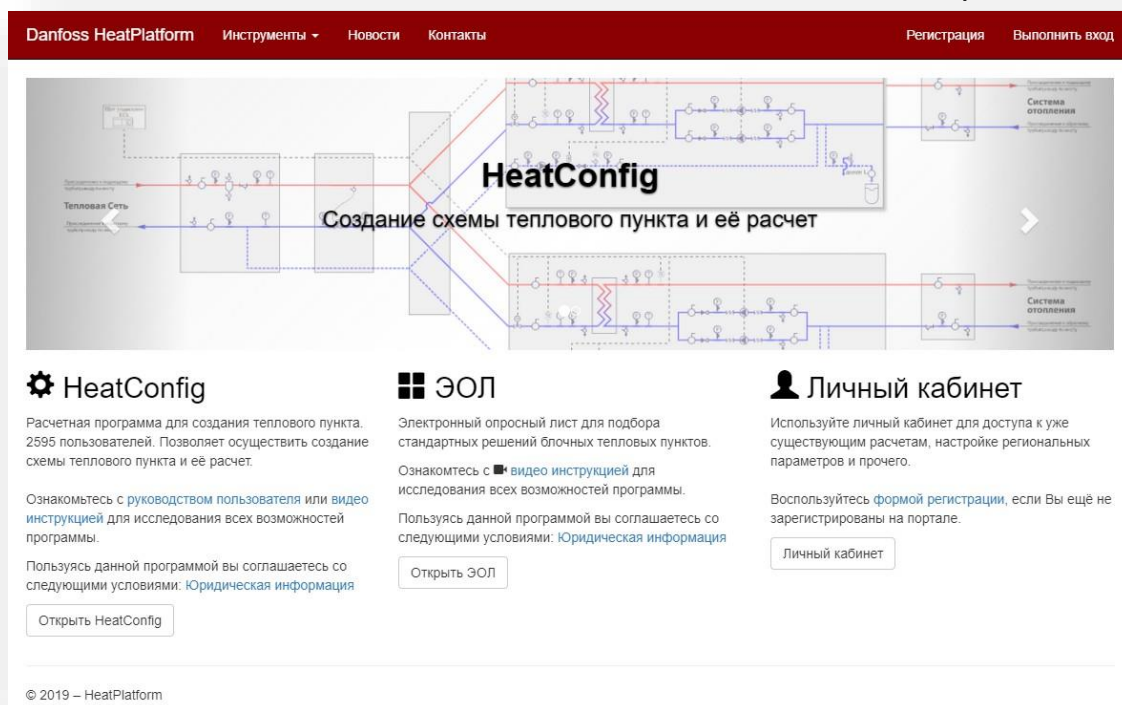 Danfoss HeatPlatform Инструменты Новости Контакты Регистрация Выполнить вход
Система
отопления
Тепловая Сеть
HeatConfig
Создание схемы теплового пункта и её расчет
Система
отопления
HeatConfig
Расчетная программа для создания теплового пункта.
2595 пользователей. Позволяет осуществить создание
схемы теплового пункта и её расчет.
Ознакомьтесь с руководством пользователя или видео
инструкцией для исследования всех возможностей
программы.
Пользуясь данной программой вы соглашаетесь со
следующими условиями: Юридическая информация
Открыть HeatConfig
ЭОЛ
Электронный опросный лист для подбора
стандартных решений блочных тепловых пунктов.
Ознакомтесь с видео инструкцией для
исследования всех возможностей программы.
Пользуясь данной программой вы соглашаетесь со
следующими условиями: Юридическая информация
Открыть ЭОЛ
Личный кабинет
Используйте личный кабинет для доступа к уже
существующим расчетам, настройке региональных
параметров и прочего.
Воспользуйтесь формой регистрации, если Вы ещё не
зарегистрированы на портале.
Личный кабинет
© 2019 – HeatPlatform